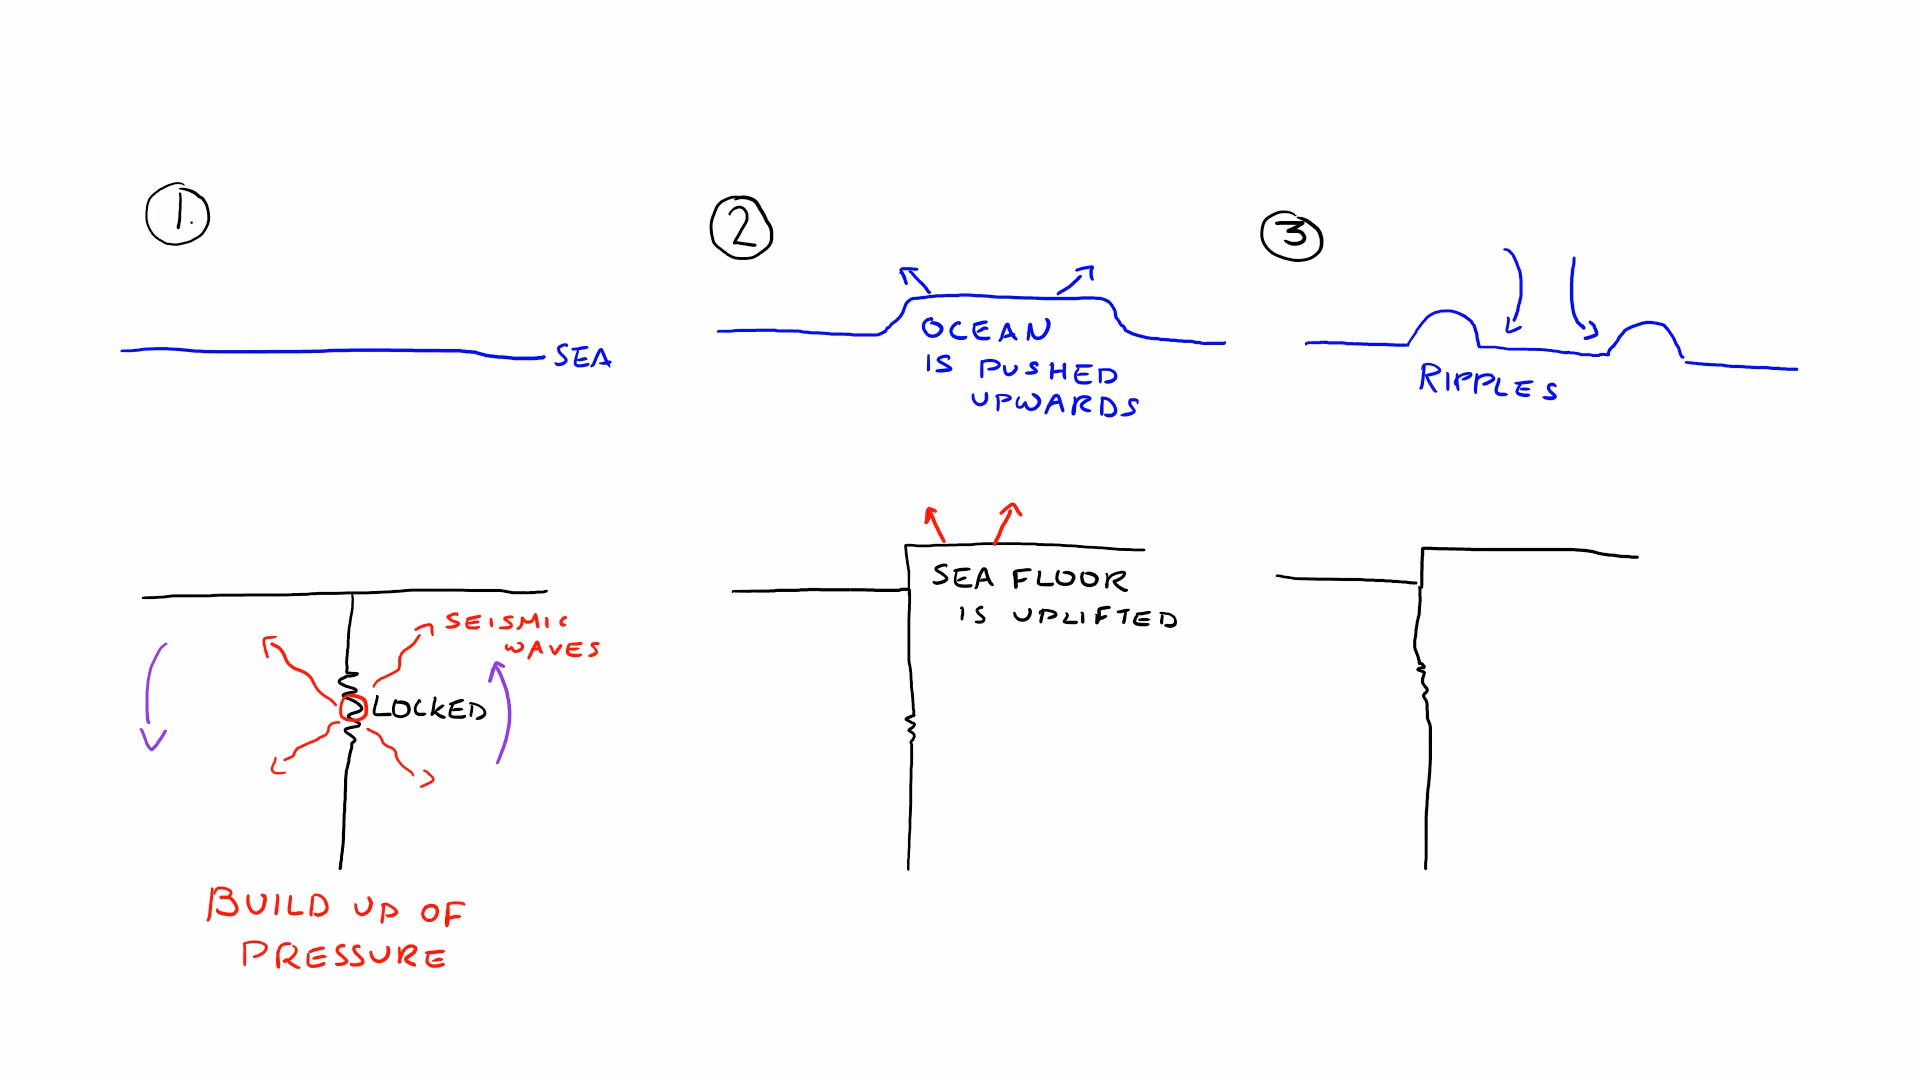 1.
SEA
SEISMIC
WAVES
LOCKED
BUILD UP OF
PRESSURE
2
OCEAN
IS PUSHED
UPWARDS
SEA FLOOR
IS UPLIFTED
3
RIPPLES